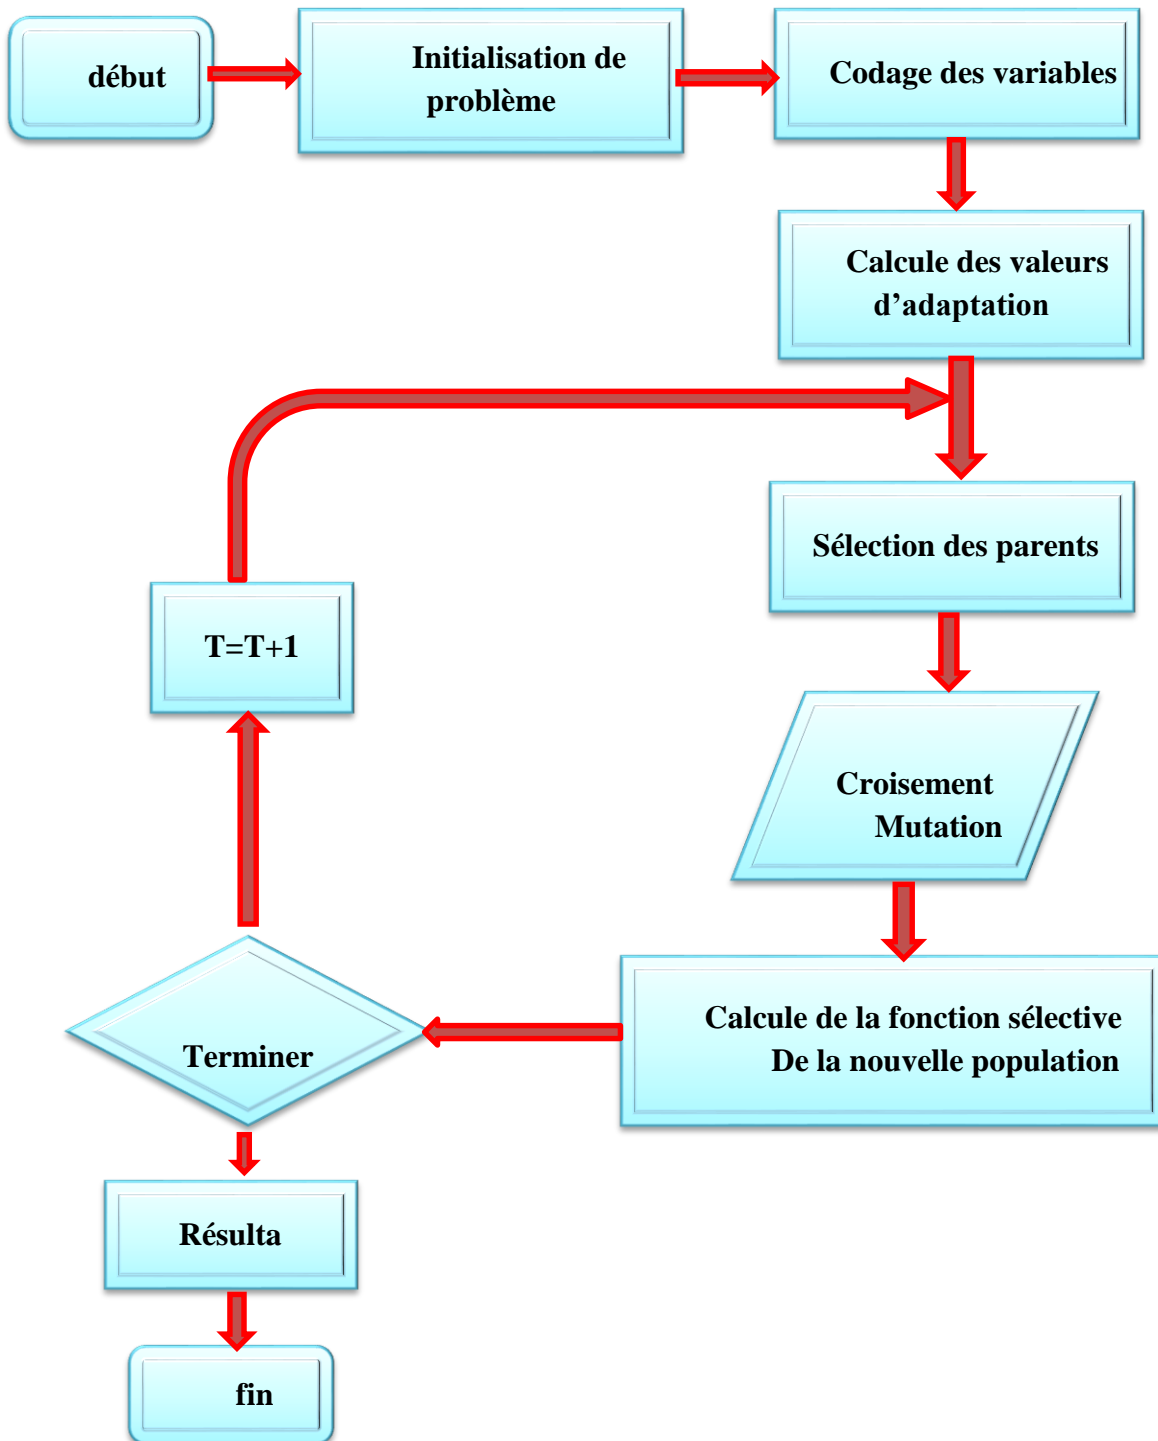 début
Initialisation de
problème
Codage des variables
Calcule des valeurs
d’adaptation
Sélection des parents
T=T+1
Croisement
Mutation
Calcule de la fonction sélective
De la nouvelle population
Terminer
Résulta
fin